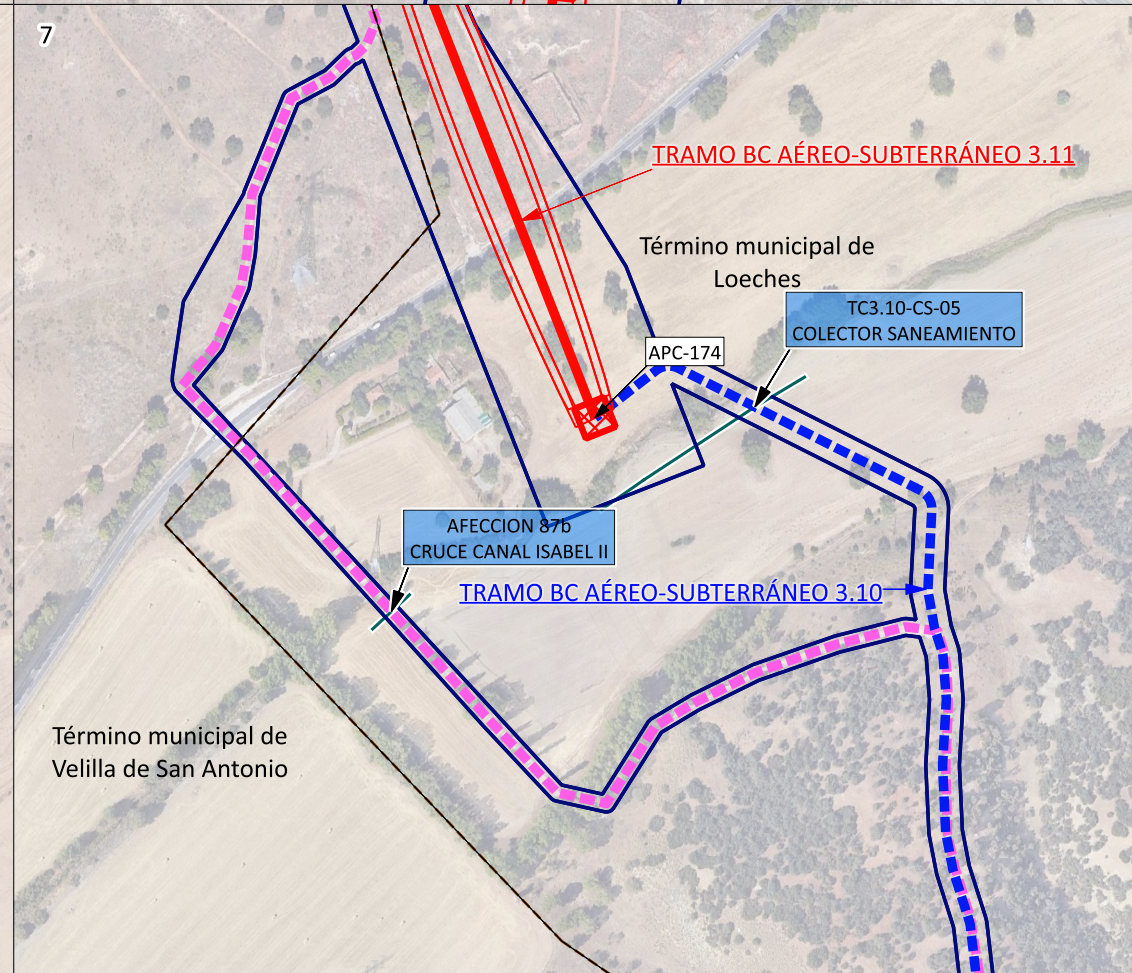 7
TRAMO BC AÉREO-SUBTERRÁNEO 3.11
Término municipal de
Loeches
TC3.10-CS-05
COLECTOR SANEAMIENTO
APC-174
AFECCION 87b
CRUCE CANAL ISABEL II
TRAMO BC AÉREO-SUBTERRÁNEO 3.10
Término municipal de
Velilla de San Antonio